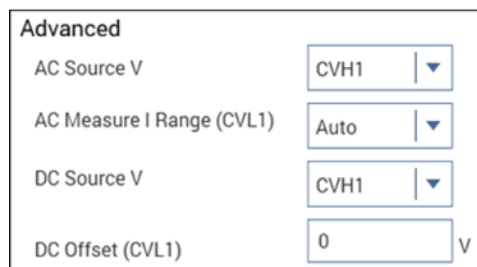 Advanced
AC Source V CVH1
AC Measure I Range (CVL1) Auto
DC Source V CVH1
DC Offset (CVL1) 0 V